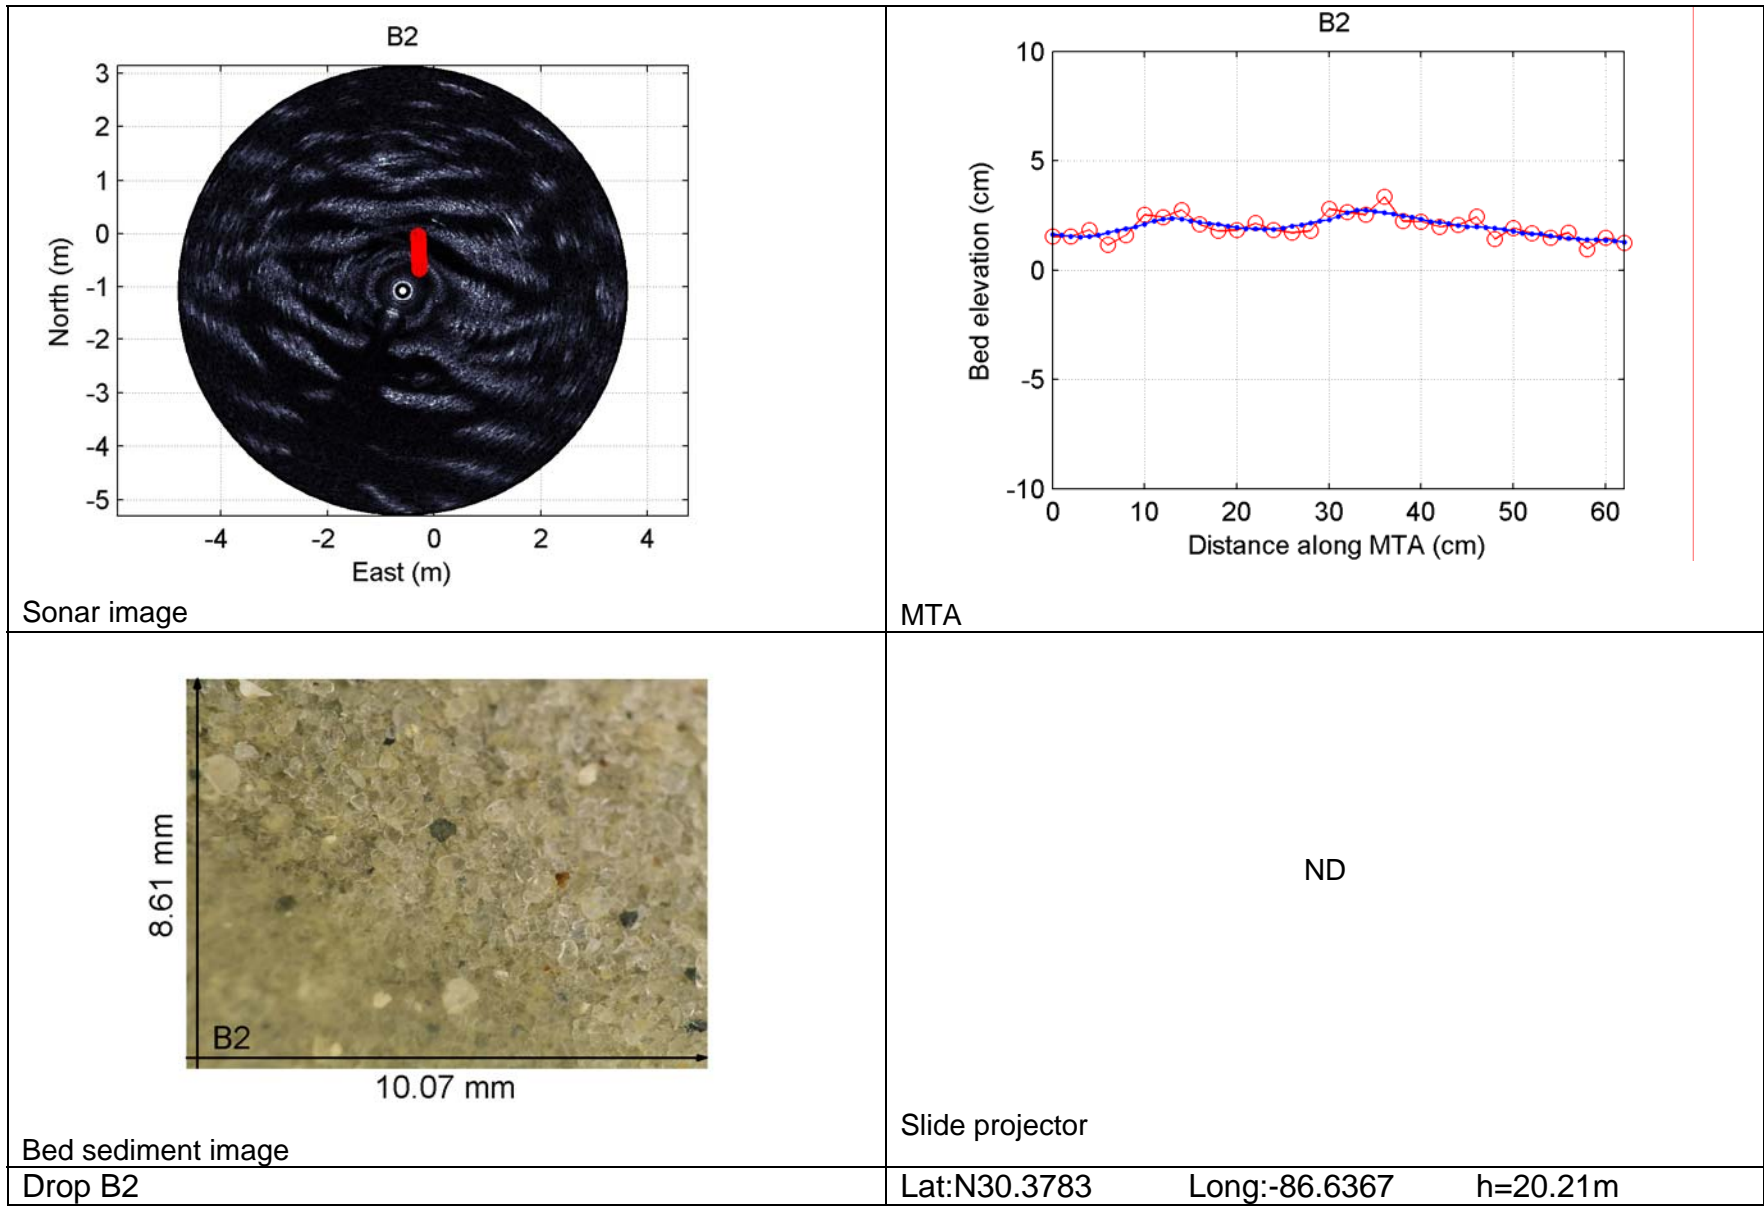 B2
3
2
1
0
-1
-2
-3
-4
-5
North (m)
-4 -2 0 2 4
East (m)
Sonar image
B2
10
5
0
-5
-10
Bed elevation (cm)
0 10 20 30 40 50 60
Distance along MTA (cm)
MTA
8.61 mm
B2
10.07 mm
Bed sediment image
ND
Slide projector
Drop B2
Lat:N30.3783 Long:-86.6367 h=20.21m